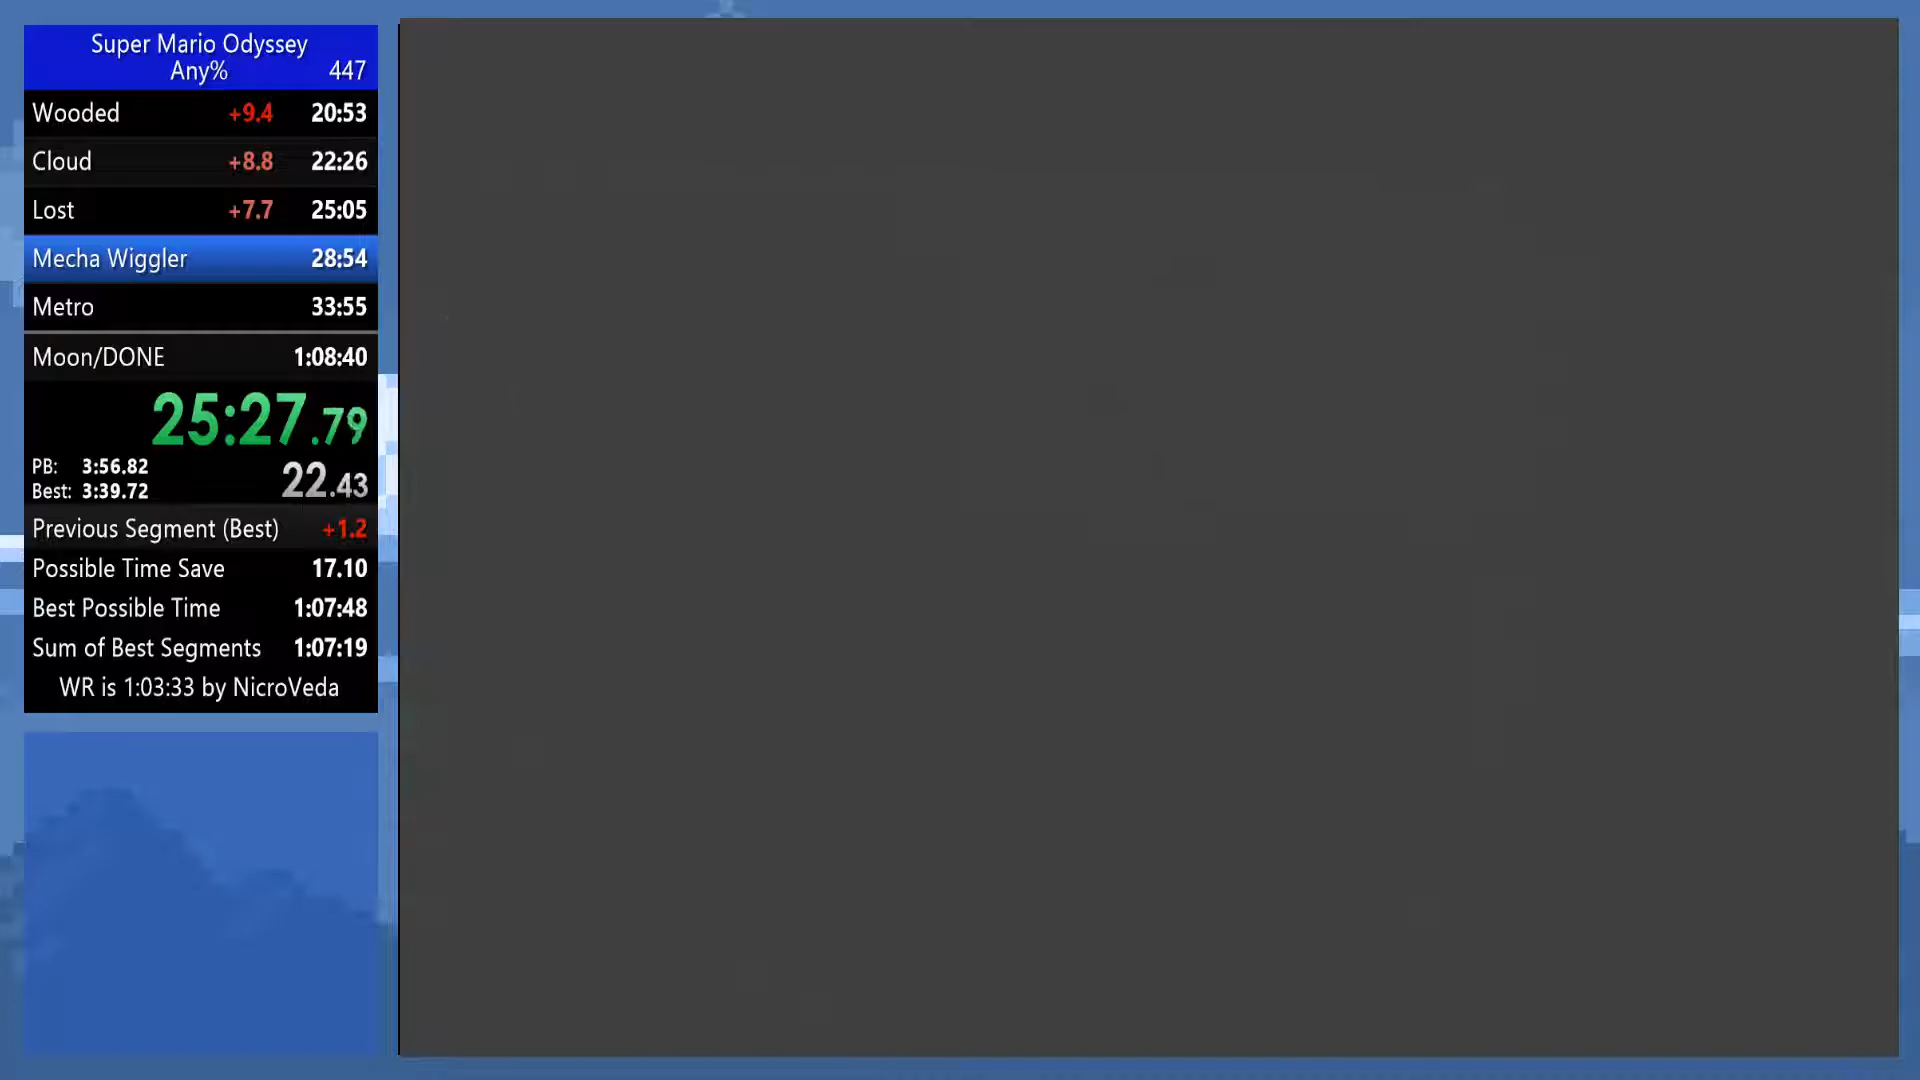 Super Mario Odyssey
Any% 447
Wooded +9.4 20:53
Cloud +8.8 22:26
Lost +7.7 25:05
Mecha Wiggler 28:54
Metro 33:55
Moon/DONE 1:08:40
25:27.79
PB: 3:56.82
22.43
Best: 3:39.72
Previous Segment (Best) +1.2
Possible Time Save 17.10
Best Possible Time 1:07:48
Sum of Best Segments 1:07:19
WR is 1:03:33 by NicroVeda